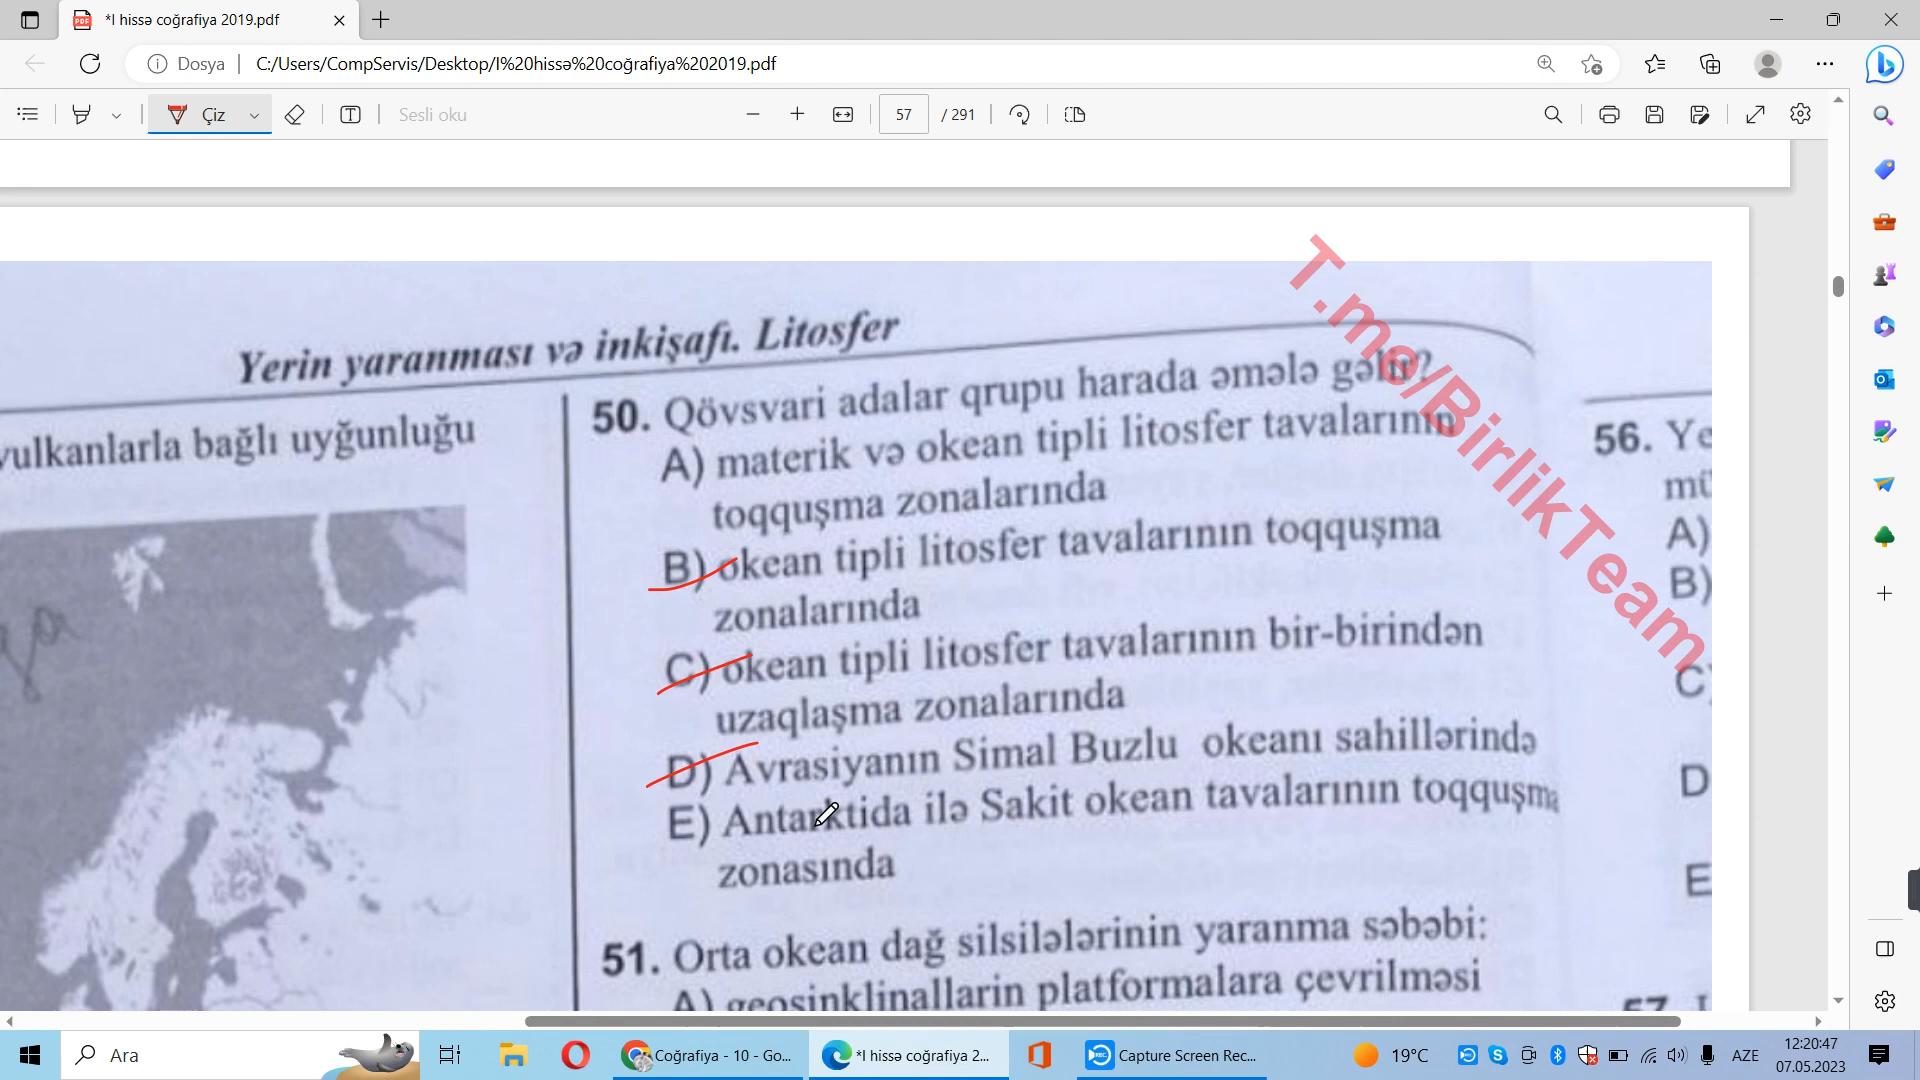 *I hissə coğrafiya 2019.pdf
Dosya
C:/Users/CompServis/Desktop/I%20hissə%20coğrafiya%202019.pdf
Çiz
Sesli oku
57
/ 291
T.me/BirlikTeam
Yerin yaranması və inkişafı. Litosfer
vulkanlarla bağlı uyğunluğu
50. Qövsvari adalar qrupu harada əmələ gəlir?
A) materik və okean tipli litosfer tavalarının
toqquşma zonalarında
B) okean tipli litosfer tavalarının toqquşma
zonalarında
C) okean tipli litosfer tavalarının bir-birindən
uzaqlaşma zonalarında
D) Avrasiyanın Simal Buzlu okeanı sahillərində
E) Antarktida ilə Sakit okean tavalarının toqquşma
zonasında
51. Orta okean dağ silsilələrinin yaranma səbəbi:
A) geosinklinallarin platformalara çevrilməsi
56. Ye
mü
A)
B)
C)
D
E
57
Ara
Coğrafiya - 10 - Go...
*I hissə coğrafiya 2...
Capture Screen Rec...
19°C
AZE
12:20:47
07.05.2023